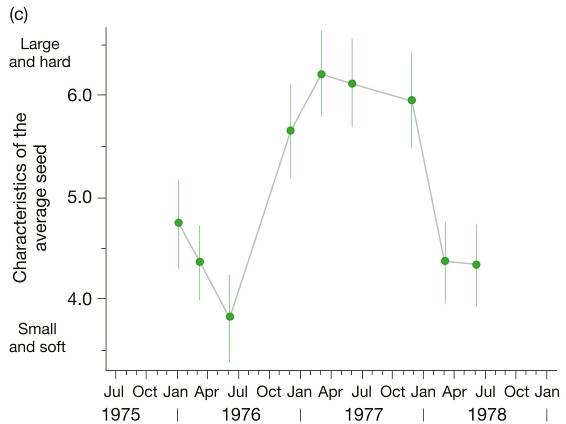 (c)
Large
and hard
6.0
5.0
4.0
Characteristics of the
average seed
Small
and soft
Jul Oct Jan Apr Jul Oct Jan Apr Jul Oct Jan Apr Jul Oct Jan
1975 | 1976 | 1977 | 1978 |